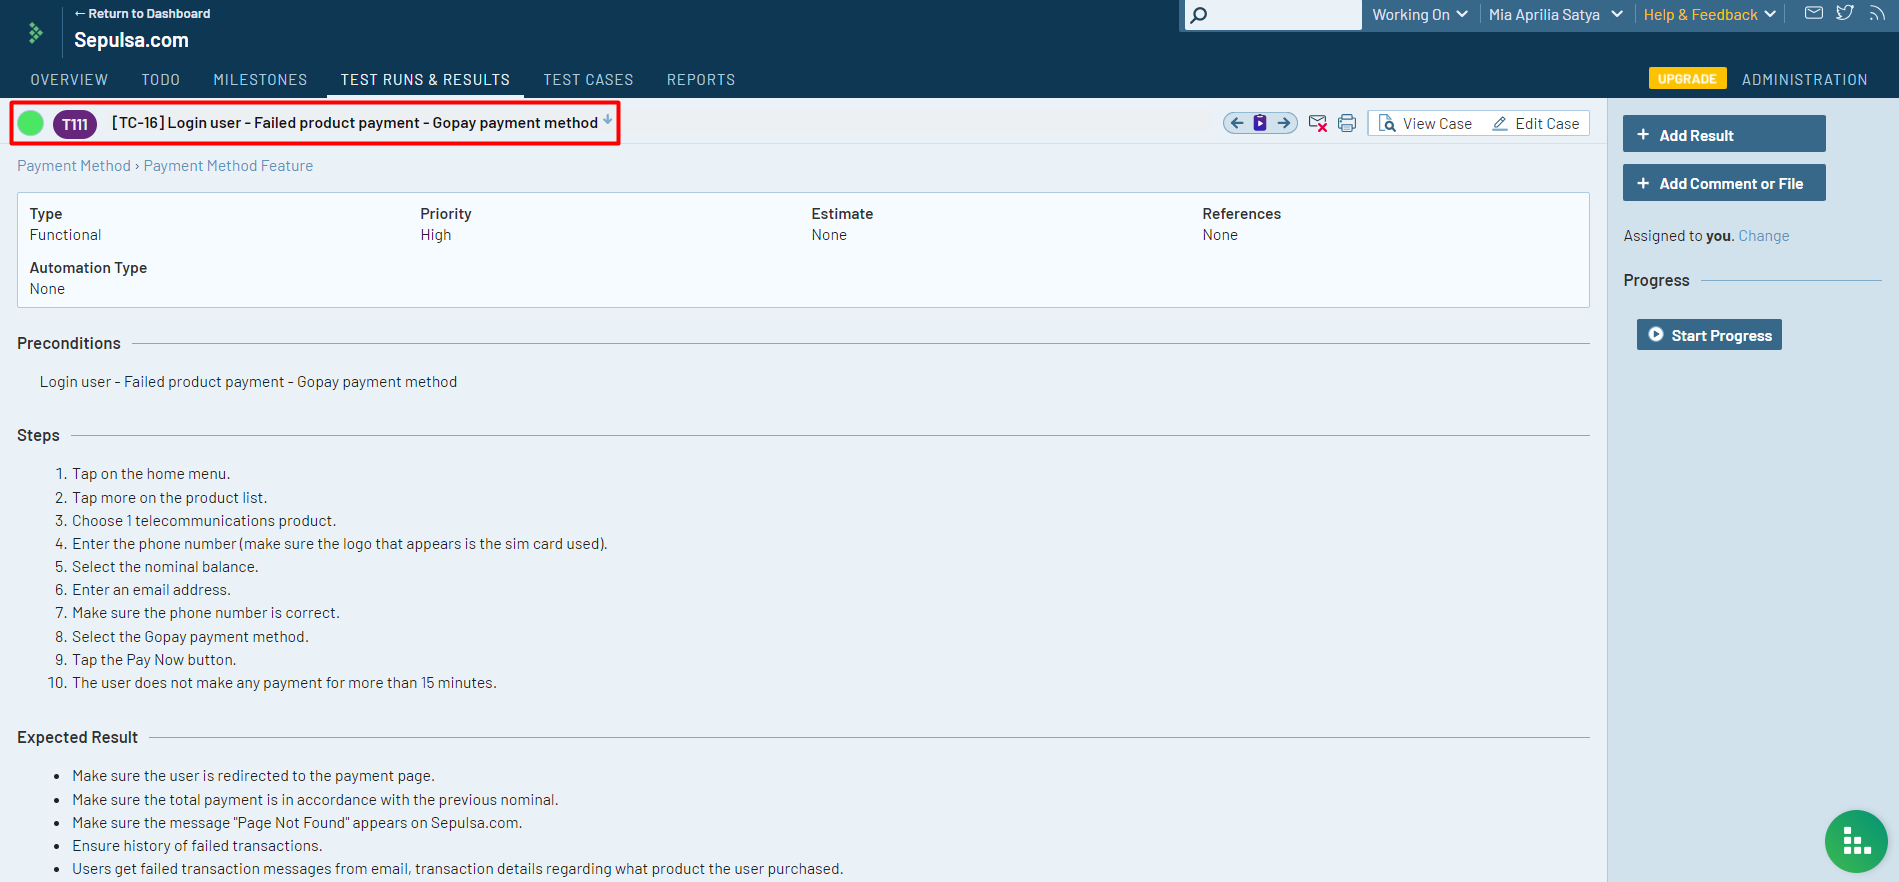 ← Return to Dashboard
Sepulsa.com
Working On
Mia Aprilia Satya
Help & Feedback
OVERVIEW TODO MILESTONES TEST RUNS & RESULTS TEST CASES REPORTS
UPGRADE ADMINISTRATION
T111 [TC-16] Login user - Failed product payment - Gopay payment method
View Case Edit Case
+ Add Result
Payment Method › Payment Method Feature
+ Add Comment or File
Type Priority Estimate References
Functional High None None
Assigned to you. Change
Automation Type
None
Progress
Start Progress
Preconditions
Login user - Failed product payment - Gopay payment method
Steps
1. Tap on the home menu.
2. Tap more on the product list.
3. Choose 1 telecommunications product.
4. Enter the phone number (make sure the logo that appears is the sim card used).
5. Select the nominal balance.
6. Enter an email address.
7. Make sure the phone number is correct.
8. Select the Gopay payment method.
9. Tap the Pay Now button.
10. The user does not make any payment for more than 15 minutes.
Expected Result
• Make sure the user is redirected to the payment page.
• Make sure the total payment is in accordance with the previous nominal.
• Make sure the message "Page Not Found" appears on Sepulsa.com.
• Ensure history of failed transactions.
• Users get failed transaction messages from email, transaction details regarding what product the user purchased.